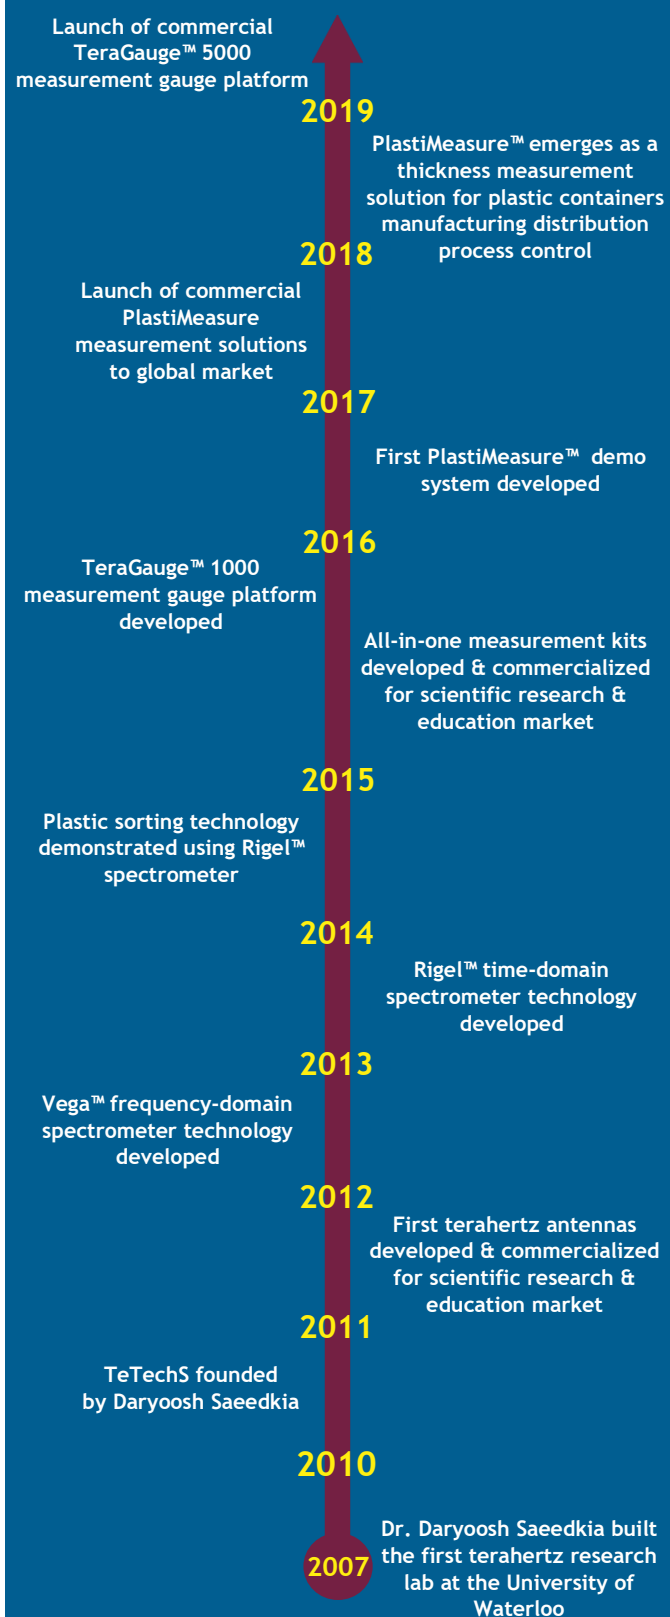 Launch of commercial
TeraGauge™ 5000
measurement gauge platform
2019
PlastiMeasure™ emerges as a
thickness measurement
solution for plastic containers
manufacturing distribution
process control
2018
Launch of commercial
PlastiMeasure
measurement solutions
to global market
2017
First PlastiMeasure™ demo
system developed
2016
TeraGauge™ 1000
measurement gauge platform
developed
All-in-one measurement kits
developed & commercialized
for scientific research &
education market
2015
Plastic sorting technology
demonstrated using Rigel™
spectrometer
2014
Rigel™ time-domain
spectrometer technology
developed
2013
Vega™ frequency-domain
spectrometer technology
developed
2012
First terahertz antennas
developed & commercialized
for scientific research &
education market
2011
TeTechS founded
by Daryoosh Saeedkia
2010
Dr. Daryoosh Saeedkia built
the first terahertz research
lab at the University of
Waterloo
2007